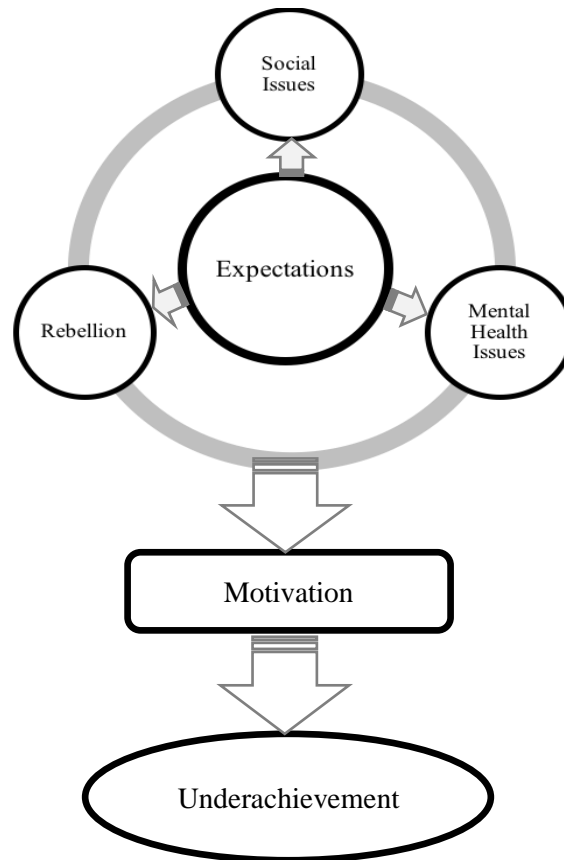 Social
Issues
Expectations
Rebellion
Mental
Health
Issues
Motivation
Underachievement